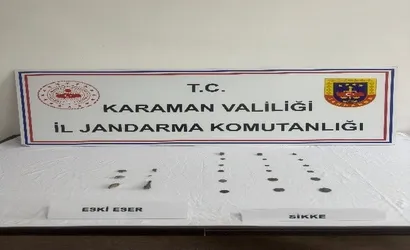 T.C.
KARAMAN VALİLİĞİ
İL JANDARMA KOMUTANLIĞI
ESKİ ESER
SİKKE